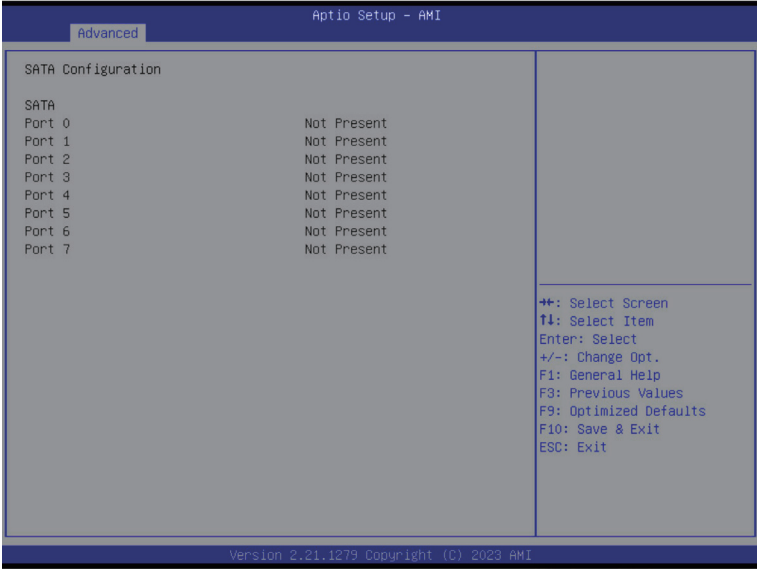 Aptio Setup – AMI
Advanced
SATA Configuration
SATA
Port 0 Not Present
Port 1 Not Present
Port 2 Not Present
Port 3 Not Present
Port 4 Not Present
Port 5 Not Present
Port 6 Not Present
Port 7 Not Present
→←: Select Screen
↑↓: Select Item
Enter: Select
+/-: Change Opt.
F1: General Help
F3: Previous Values
F9: Optimized Defaults
F10: Save & Exit
ESC: Exit
Version 2.21.1279 Copyright (C) 2023 AMI